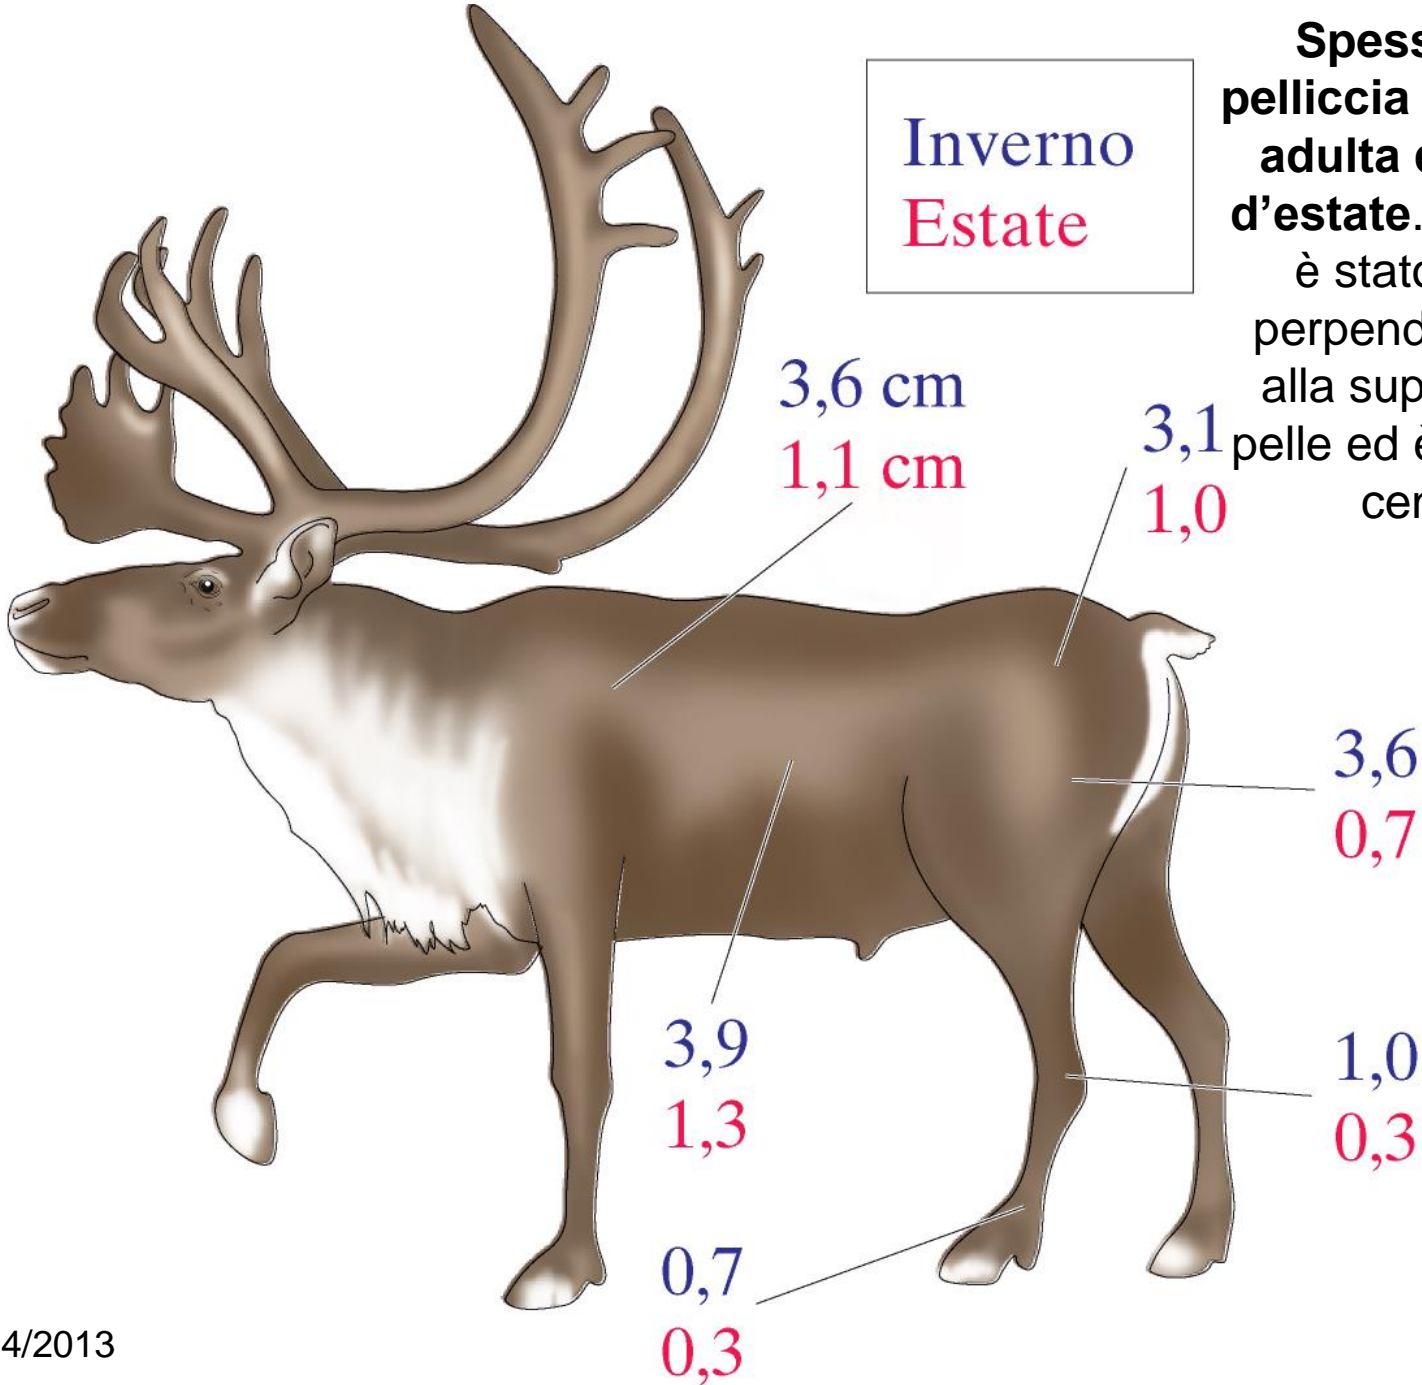 Spess
pelliccia
adulta
d’estate.
è stato
perpend
alla sup
pelle ed è
cen
Inverno
Estate
3,6 cm
1,1 cm
3,1
1,0
3,6
0,7
3,9
1,3
1,0
0,3
0,7
0,3
4/2013